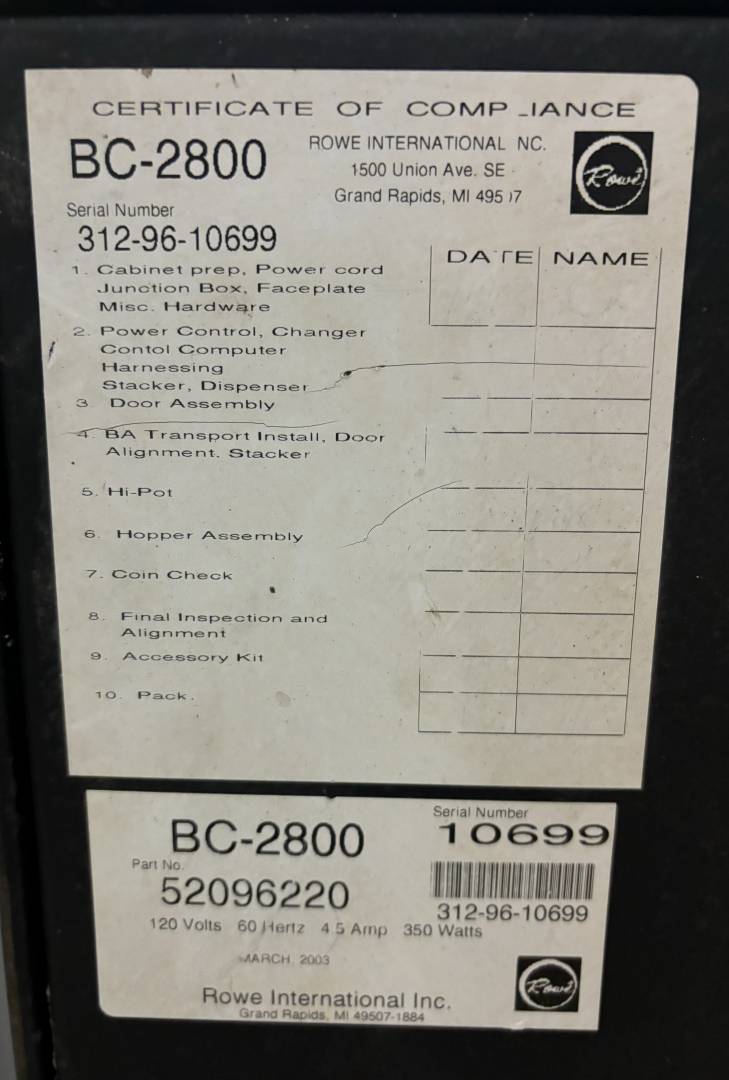 CERTIFICATE OF COMPLIANCE
BC-2800
ROWE INTERNATIONAL NC.
1500 Union Ave. SE
Grand Rapids, MI 49507
Rowe
Serial Number
312-96-10699
DATE NAME
1. Cabinet prep, Power cord
Junction Box, Faceplate
Misc. Hardware
2. Power Control, Changer
Contol Computer
Harnessing
Stacker, Dispenser
3. Door Assembly
4. BA Transport Install, Door
Alignment. Stacker
5. Hi-Pot
6. Hopper Assembly
7. Coin Check
8. Final Inspection and
Alignment
9. Accessory Kit
10. Pack.
BC-2800
Serial Number
10699
Part No.
52096220
312-96-10699
120 Volts 60 Hertz 4.5 Amp 350 Watts
MARCH 2003
Rowe
Rowe International Inc.
Grand Rapids, MI 49507-1884